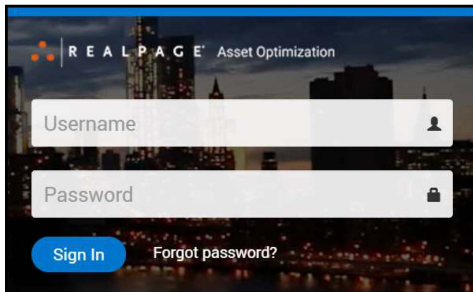 REALPAGE® Asset Optimization
Username
Password
Sign In Forgot password?